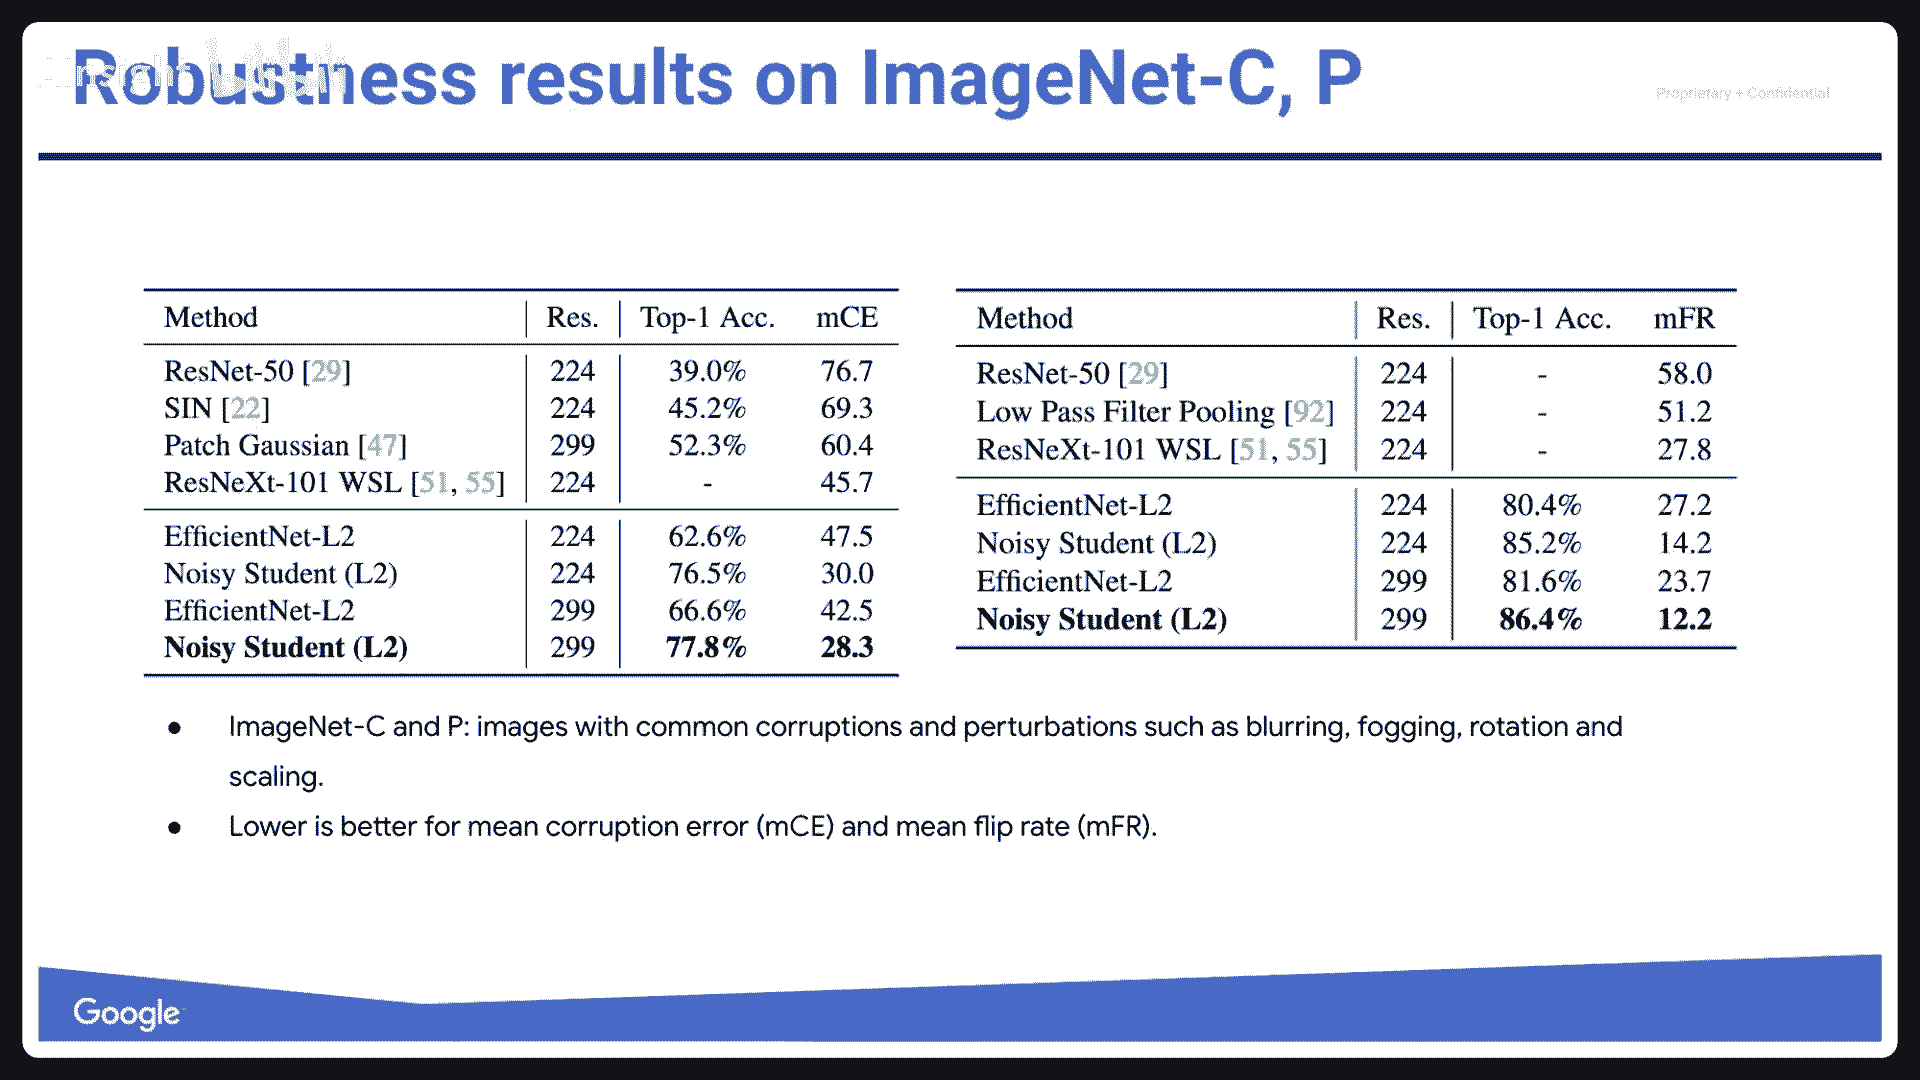 Robustness results on ImageNet-C, P
Proprietary + Confidential
Method Res. Top-1 Acc. mCE
ResNet-50 [29] 224 39.0% 76.7
SIN [22] 224 45.2% 69.3
Patch Gaussian [47] 299 52.3% 60.4
ResNeXt-101 WSL [51, 55] 224 - 45.7
EfficientNet-L2 224 62.6% 47.5
Noisy Student (L2) 224 76.5% 30.0
EfficientNet-L2 299 66.6% 42.5
Noisy Student (L2) 299 77.8% 28.3
Method Res. Top-1 Acc. mFR
ResNet-50 [29] 224 - 58.0
Low Pass Filter Pooling [92] 224 - 51.2
ResNeXt-101 WSL [51, 55] 224 - 27.8
EfficientNet-L2 224 80.4% 27.2
Noisy Student (L2) 224 85.2% 14.2
EfficientNet-L2 299 81.6% 23.7
Noisy Student (L2) 299 86.4% 12.2
● ImageNet-C and P: images with common corruptions and perturbations such as blurring, fogging, rotation and
scaling.
● Lower is better for mean corruption error (mCE) and mean flip rate (mFR).
Google